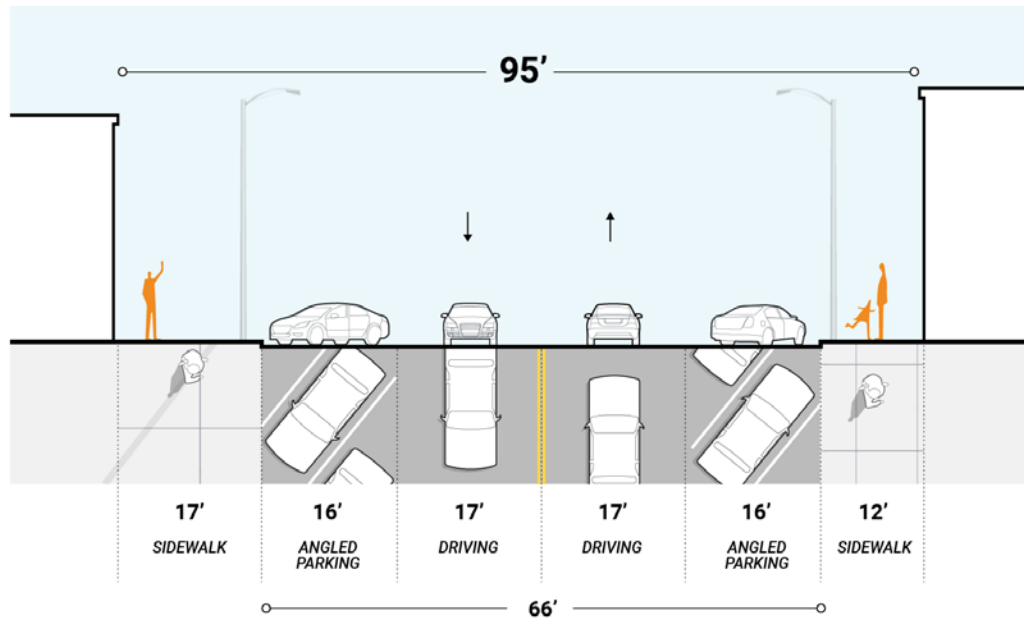 95’
17’
16’
17’
17’
16’
12’
SIDEWALK
ANGLED
PARKING
DRIVING
DRIVING
ANGLED
PARKING
SIDEWALK
66’